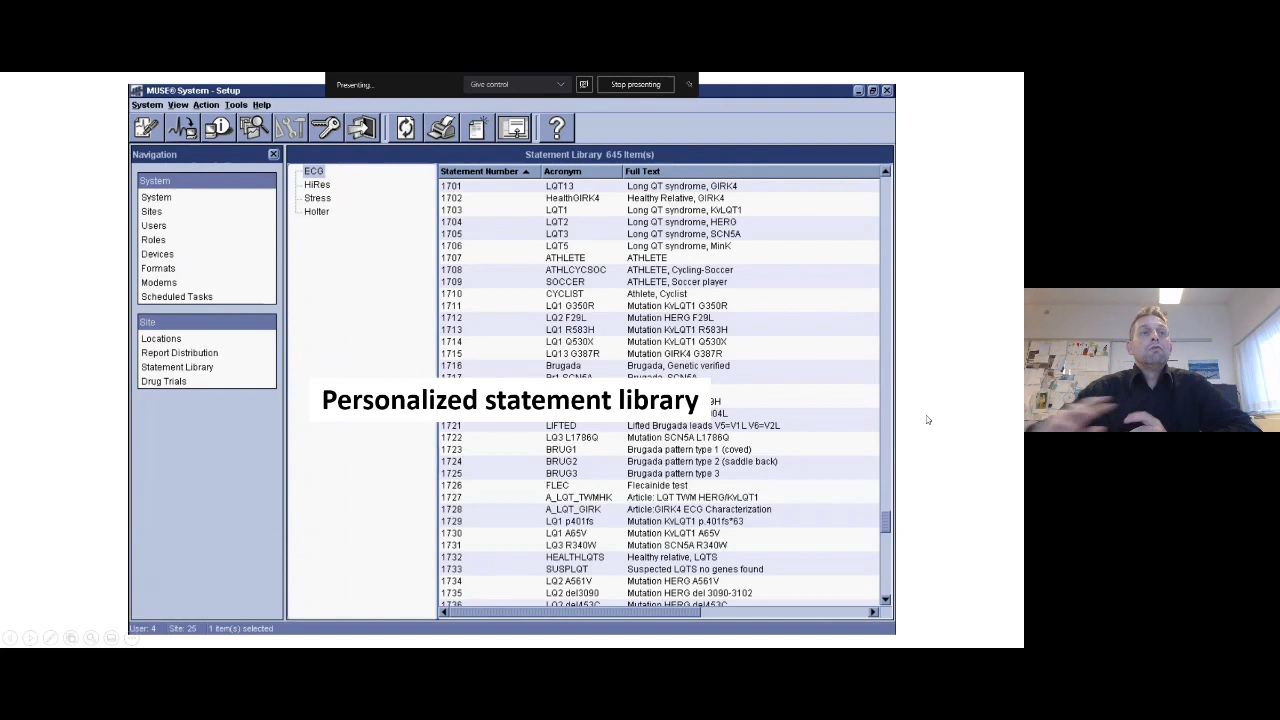 Presenting...
Give control
Stop presenting
MUSE® System - Setup
System View Action Tools Help
Navigation
System
System
Sites
Users
Roles
Devices
Formats
Modems
Scheduled Tasks
Site
Locations
Report Distribution
Statement Library
Drug Trials
ECG
HiRes
Stress
Holter
Statement Library 645 Item(s)
Statement Number Acronym Full Text
1701 LQT13 Long QT syndrome, GIRK4
1702 HealthGIRK4 Healthy Relative, GIRK4
1703 LQT1 Long QT syndrome, KvLQT1
1704 LQT2 Long QT syndrome, HERG
1705 LQT3 Long QT syndrome, SCN5A
1706 LQT5 Long QT syndrome, MinK
1707 ATHLETE ATHLETE
1708 ATHLCYCSOC ATHLETE, Cycling-Soccer
1709 SOCCER ATHLETE, Soccer player
1710 CYCLIST Athlete, Cyclist
1711 LQ1 G350R Mutation KvLQT1 G350R
1712 LQ2 F29L Mutation HERG F29L
1713 LQ1 R583H Mutation KvLQT1 R583H
1714 LQ1 Q530X Mutation KvLQT1 Q530X
1715 LQ13 G387R Mutation GIRK4 G387R
1716 Brugada Brugada, Genetic verified
Personalized statement library
1721 LIFTED Lifted Brugada leads V5=V1L V6=V2L
1722 LQ3 L1786Q Mutation SCN5A L1786Q
1723 BRUG1 Brugada pattern type 1 (coved)
1724 BRUG2 Brugada pattern type 2 (saddle back)
1725 BRUG3 Brugada pattern type 3
1726 FLEC Flecainide test
1727 A_LQT_TWMHK Article: LQT TWM HERG/KvLQT1
1728 A_LQT_GIRK Article:GIRK4 ECG Characterization
1729 LQ1 p401fs Mutation KvLQT1 p.401fs*63
1730 LQ1 A65V Mutation KvLQT1 A65V
1731 LQ3 R340W Mutation SCN5A R340W
1732 HEALTHLQTS Healthy relative, LQTS
1733 SUSPLQT Suspected LQTS no genes found
1734 LQ2 A561V Mutation HERG A561V
1735 LQ2 del3090 Mutation HERG del 3090-3102
1736 LQ3 del453C Mutation HERG del453C
User: 4 Site: 25 1 item(s) selected